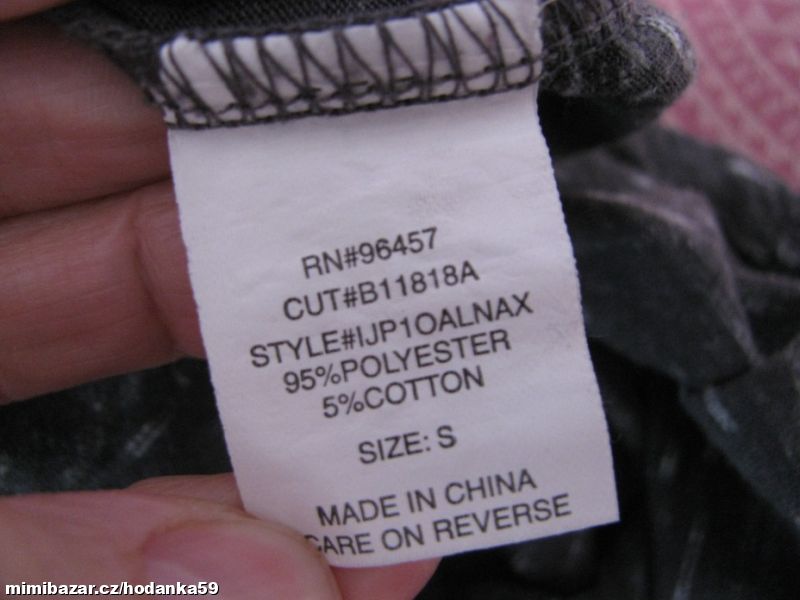 RN#96457
CUT#B11818A
STYLE#IJP1OALNAX
95%POLYESTER
5%COTTON
SIZE: S
MADE IN CHINA
CARE ON REVERSE
mimibazar.cz/hodanka59